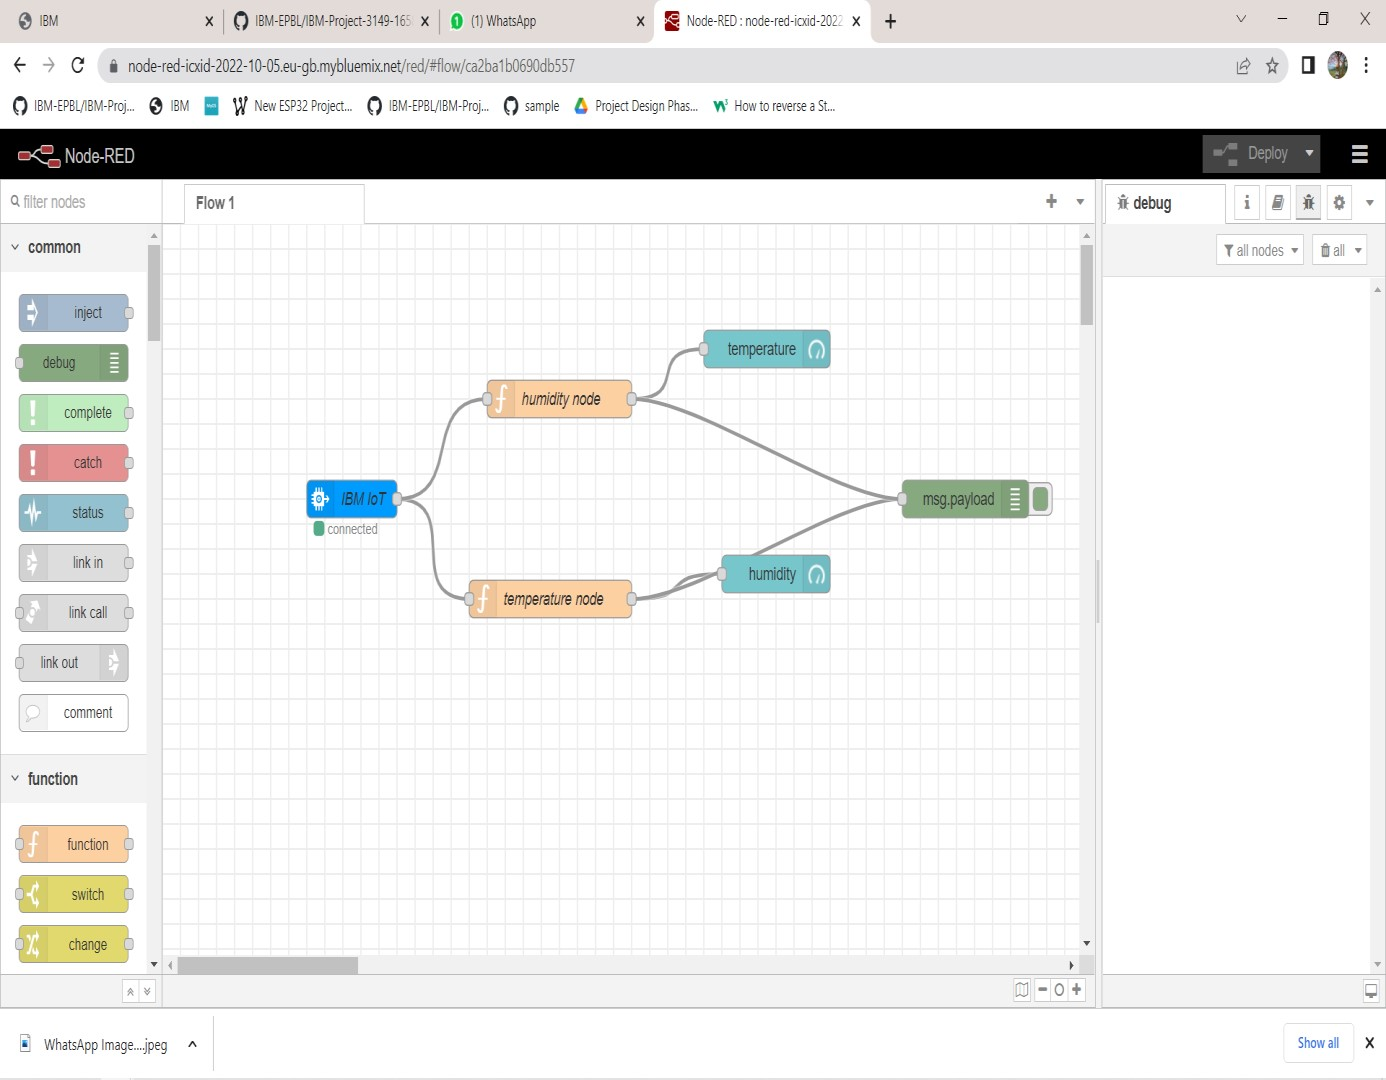 IBM
IBM-EPBL/IBM-Project-3149-165
(1) WhatsApp
Node-RED : node-red-icxid-2022
node-red-icxid-2022-10-05.eu-gb.mybluemix.net/red/#flow/ca2ba1b0690db557
IBM-EPBL/IBM-Proj...
IBM
New ESP32 Project...
IBM-EPBL/IBM-Proj...
sample
Project Design Phas...
How to reverse a St...
Node-RED
Deploy
filter nodes
Flow 1
debug
all nodes
all
common
inject
debug
complete
catch
status
link in
link call
link out
comment
function
function
switch
change
temperature
humidity node
IBM IoT
connected
msg.payload
humidity
temperature node
WhatsApp Image....jpeg
Show all